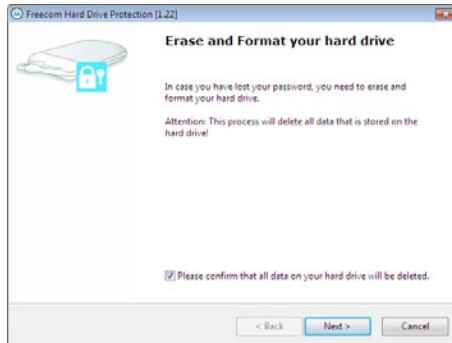 Freecom Hard Drive Protection [1.22]
Erase and Format your hard drive
In case you have lost your password, you need to erase and
format your hard drive.
Attention: This process will delete all data that is stored on the
hard drive!
Please confirm that all data on your hard drive will be deleted.
< Back Next > Cancel